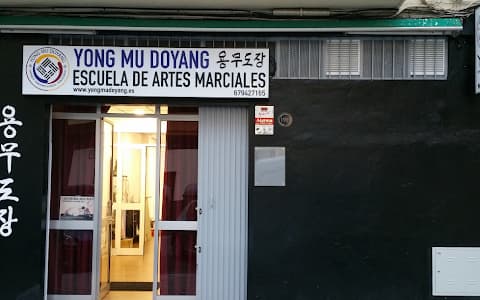 YONG MU DOYANG 용무도장
ESCUELA DE ARTES MARCIALES
www.yongmudoyang.es
679427165
용무도장